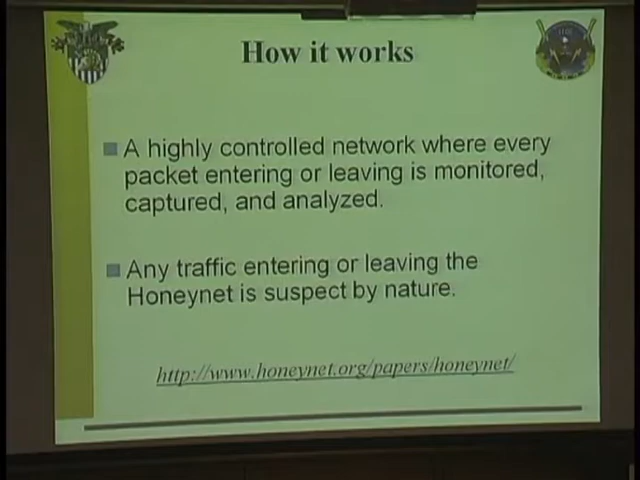 How it works
A highly controlled network where every
packet entering or leaving is monitored,
captured, and analyzed.
Any traffic entering or leaving the
Honeynet is suspect by nature.
http://www.honeynet.org/papers/honeynet/